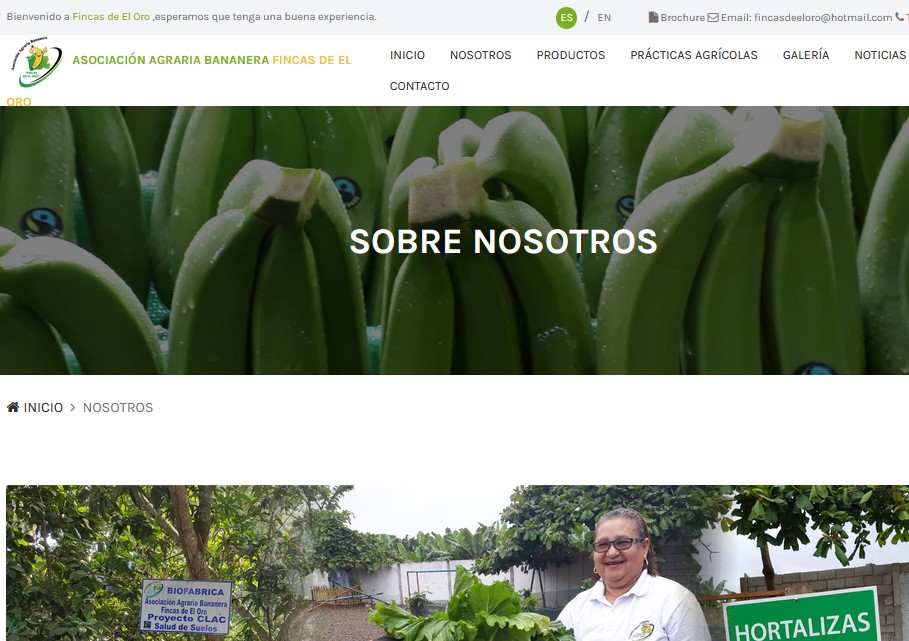 Bienvenido a Fincas de El Oro ,esperamos que tenga una buena experiencia.
ES / EN
Brochure Email: fincasdeeloro@hotmail.com
ASOCIACIÓN AGRARIA BANANERA FINCAS DE EL
ORO
INICIO NOSOTROS PRODUCTOS PRÁCTICAS AGRÍCOLAS GALERÍA NOTICIAS
CONTACTO
SOBRE NOSOTROS
INICIO > NOSOTROS
BIOFABRICA
Asociación Agraria Bananera
Fincas de El Oro
Proyecto CLAC
Salud de Suelos
HORTALIZAS